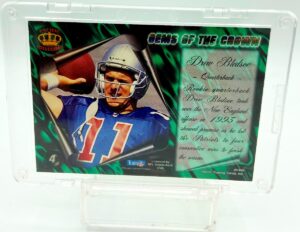 GEMS OF THE CROWN
Drew Bledsoe
Quarterback
Rookie quarterback
Drew Bledsoe took
over the New England
offense in 1993 and
showed promise as he led
the Patriots to four
consecutive wins to finish
the season.
11
4